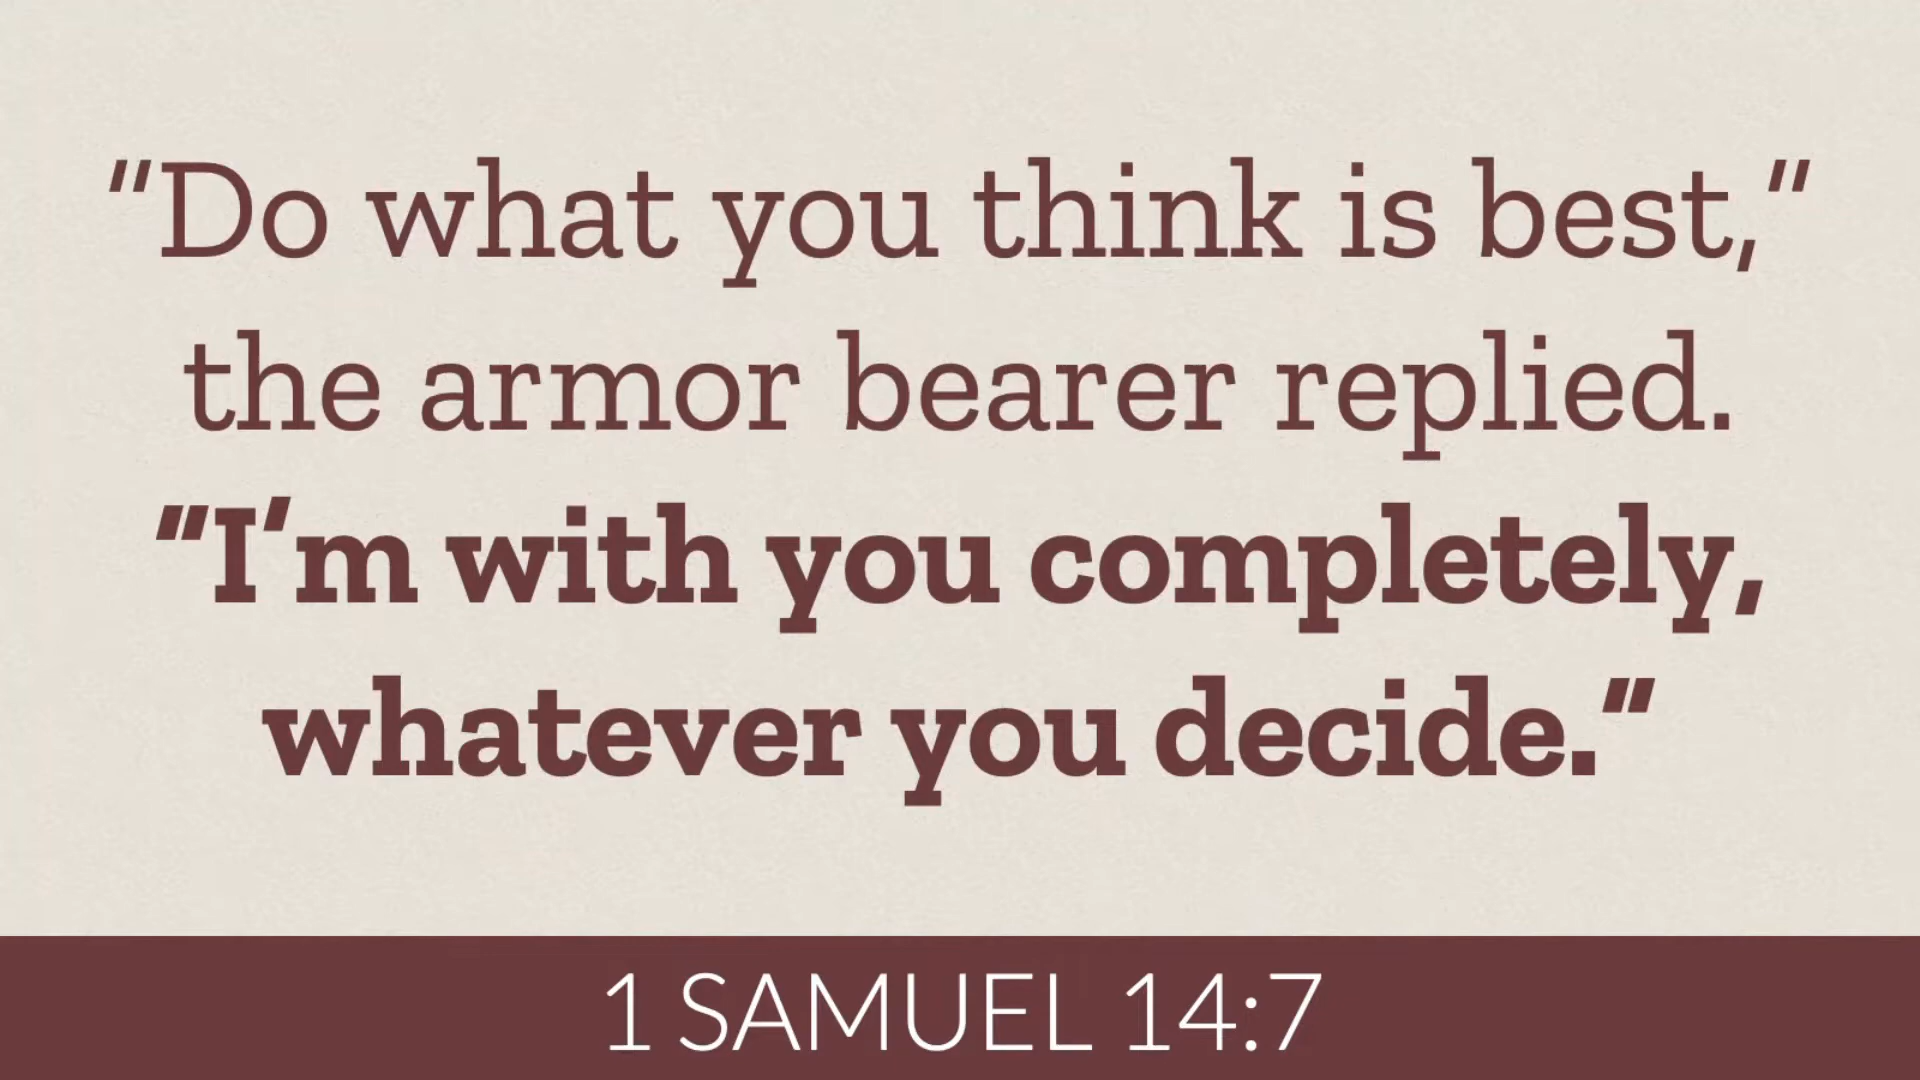 “Do what you think is best,”
the armor bearer replied.
“I’m with you completely,
whatever you decide.”
1 SAMUEL 14:7